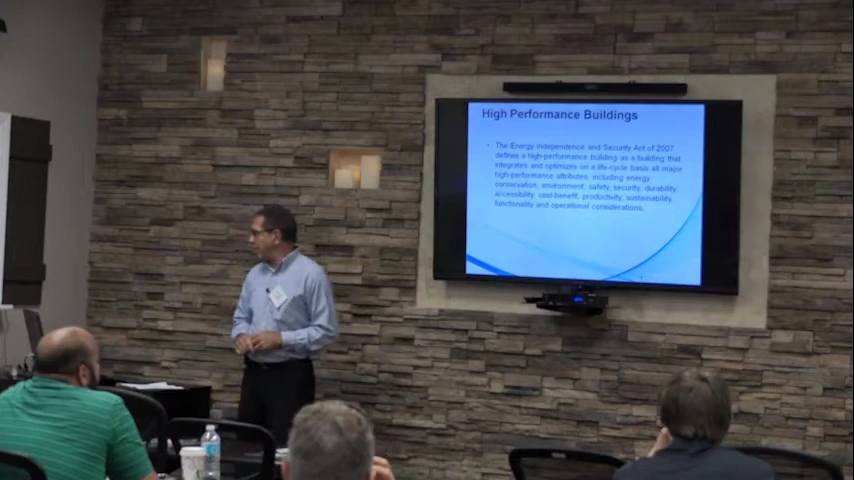 High Performance Buildings
• The Energy Independence and Security Act of 2007
defines a high-performance building as a building that
integrates and optimizes on a life-cycle basis all major
high-performance attributes, including energy
conservation, environment, safety, security, durability,
accessibility, cost-benefit, productivity, sustainability,
functionality and operational considerations.